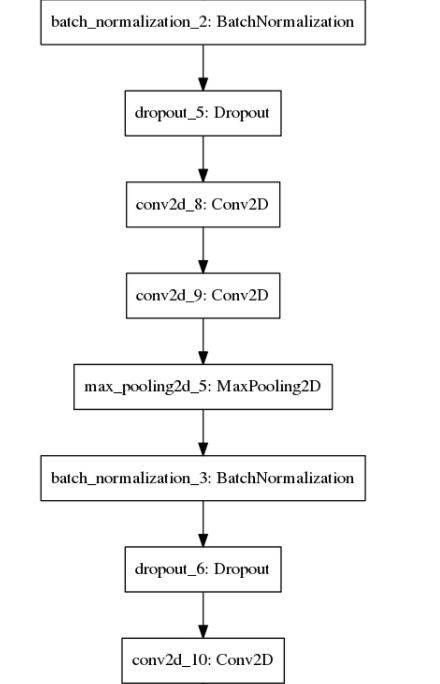 batch_normalization_2: BatchNormalization
dropout_5: Dropout
conv2d_8: Conv2D
conv2d_9: Conv2D
max_pooling2d_5: MaxPooling2D
batch_normalization_3: BatchNormalization
dropout_6: Dropout
conv2d_10: Conv2D